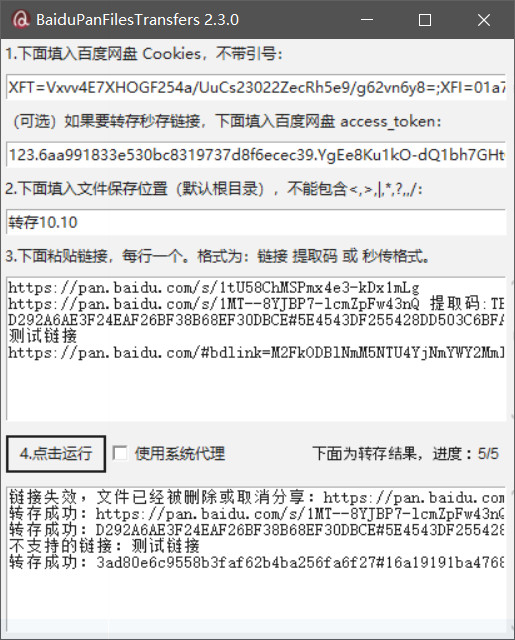 BaiduPanFilesTransfers 2.3.0
1.下面填入百度网盘 Cookies，不带引号：
XFT=Vxvv4E7XHOGF254a/UuCs23022ZecRh5e9/g62vn6y8=;XFI=01a7
（可选）如果要转存秒存链接，下面填入百度网盘 access_token：
123.6aa991833e530bc8319737d8f6ecec39.YgEe8Ku1kO-dQ1bh7GHt
2.下面填入文件保存位置（默认根目录），不能包含<,>,|,*,?,,/：
转存10.10
3.下面粘贴链接，每行一个。格式为：链接 提取码 或 秒传格式。
https://pan.baidu.com/s/1tU58ChMSPmx4e3-kDx1mLg
https://pan.baidu.com/s/1MT--8YJBP7-lcmZpFw43nQ 提取码:TE
D292A6AE3F24EAF26BF38B68EF30DBCE#5E4543DF255428DD503C6BFA
测试链接
https://pan.baidu.com/#bdlink=M2FkODBlNmM5NTU4YjNmYWY2MmI
4.点击运行 使用系统代理 下面为转存结果，进度：5/5
链接失效，文件已经被删除或取消分享：https://pan.baidu.com
转存成功：https://pan.baidu.com/s/1MT--8YJBP7-lcmZpFw43nQ
转存成功：D292A6AE3F24EAF26BF38B68EF30DBCE#5E4543DF255428
不支持的链接：测试链接
转存成功：3ad80e6c9558b3faf62b4ba256fa6f27#16a19191ba4768